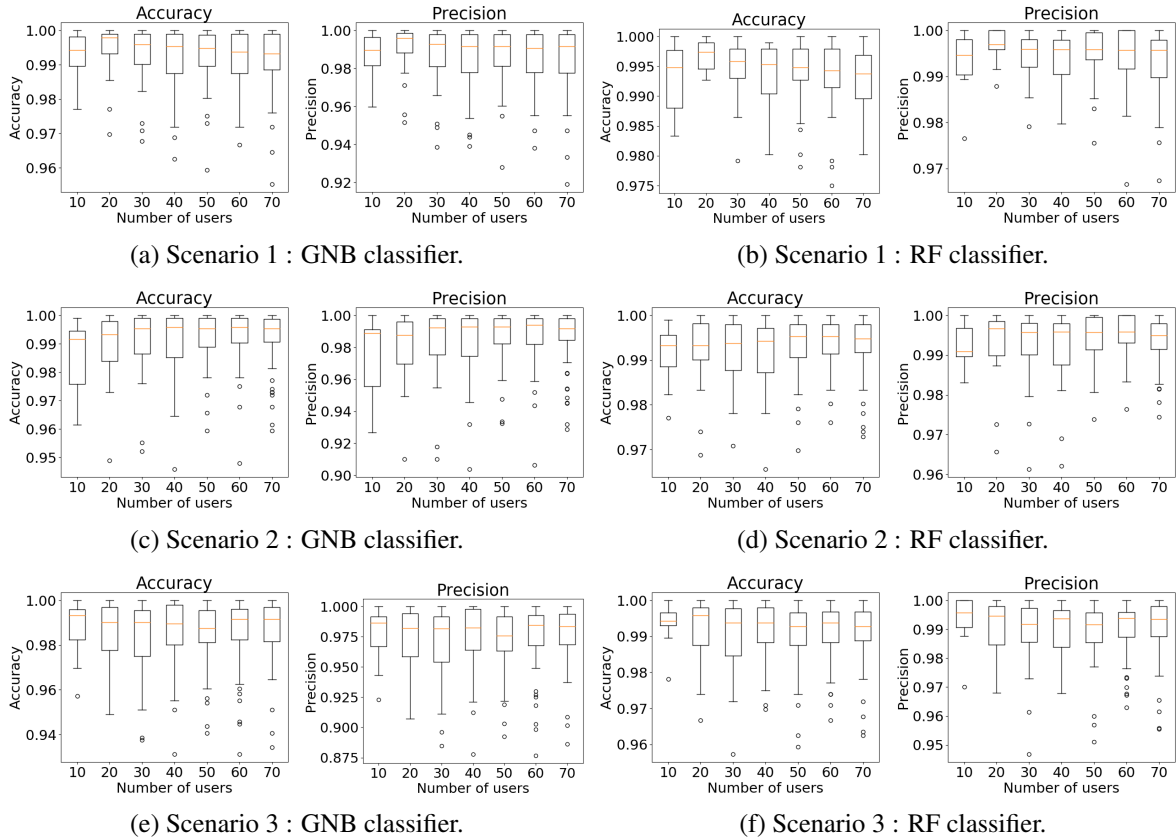 Accuracy
Accuracy
1.00
0.99
0.98
0.97
0.96
10 20 30 40 50 60 70
Number of users
Precision
Precision
1.00
0.98
0.96
0.94
0.92
10 20 30 40 50 60 70
Number of users
(a) Scenario 1 : GNB classifier.
Accuracy
Accuracy
1.000
0.995
0.990
0.985
0.980
0.975
10 20 30 40 50 60 70
Number of users
Precision
Precision
1.00
0.99
0.98
0.97
10 20 30 40 50 60 70
Number of users
(b) Scenario 1 : RF classifier.
Accuracy
Accuracy
1.00
0.99
0.98
0.97
0.96
0.95
10 20 30 40 50 60 70
Number of users
Precision
Precision
1.00
0.98
0.96
0.94
0.92
0.90
10 20 30 40 50 60 70
Number of users
(c) Scenario 2 : GNB classifier.
Accuracy
Accuracy
1.00
0.99
0.98
0.97
10 20 30 40 50 60 70
Number of users
Precision
Precision
1.00
0.99
0.98
0.97
0.96
10 20 30 40 50 60 70
Number of users
(d) Scenario 2 : RF classifier.
Accuracy
Accuracy
1.00
0.98
0.96
0.94
10 20 30 40 50 60 70
Number of users
Precision
Precision
1.000
0.975
0.950
0.925
0.900
0.875
10 20 30 40 50 60 70
Number of users
(e) Scenario 3 : GNB classifier.
Accuracy
Accuracy
1.00
0.99
0.98
0.97
0.96
10 20 30 40 50 60 70
Number of users
Precision
Precision
1.00
0.99
0.98
0.97
0.96
0.95
10 20 30 40 50 60 70
Number of users
(f) Scenario 3 : RF classifier.